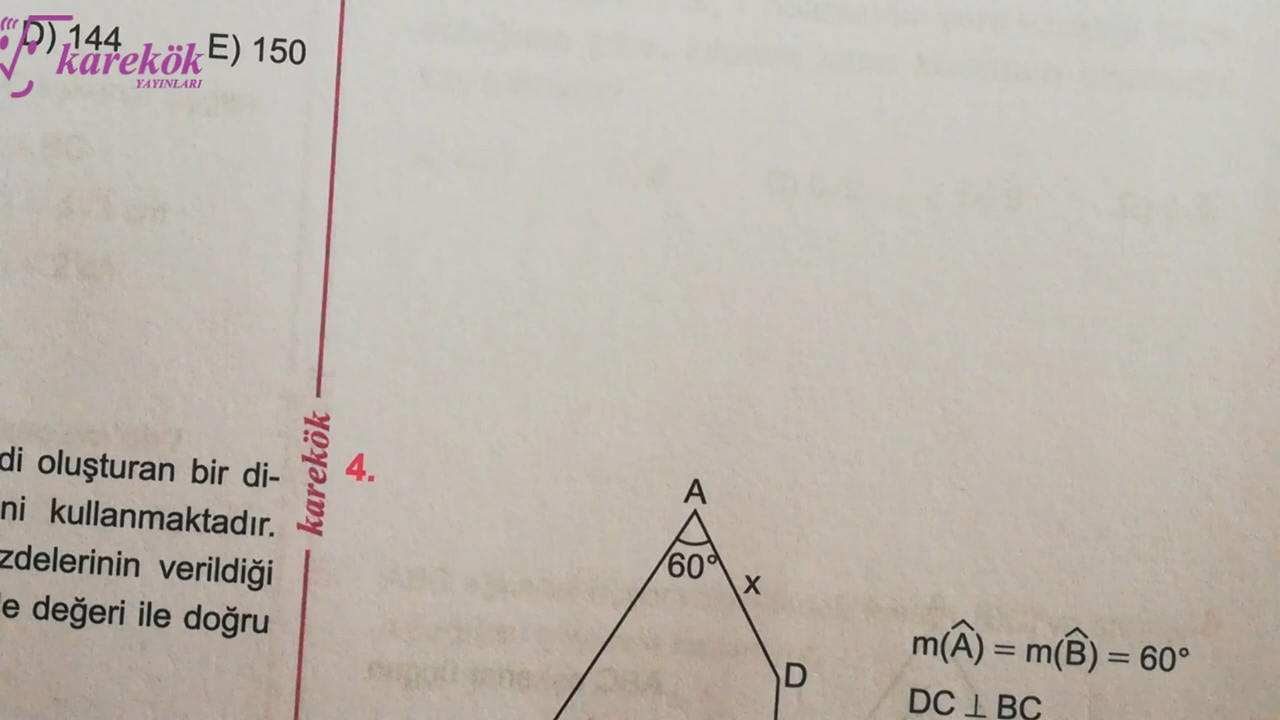 D) 144 E) 150
karekök
YAYINLARI
di oluşturan bir di-
ni kullanmaktadır.
zdelerinin verildiği
e değeri ile doğru
karekök
4.
A
60°
x
D
m(Â) = m(B̂) = 60°
DC ⊥ BC